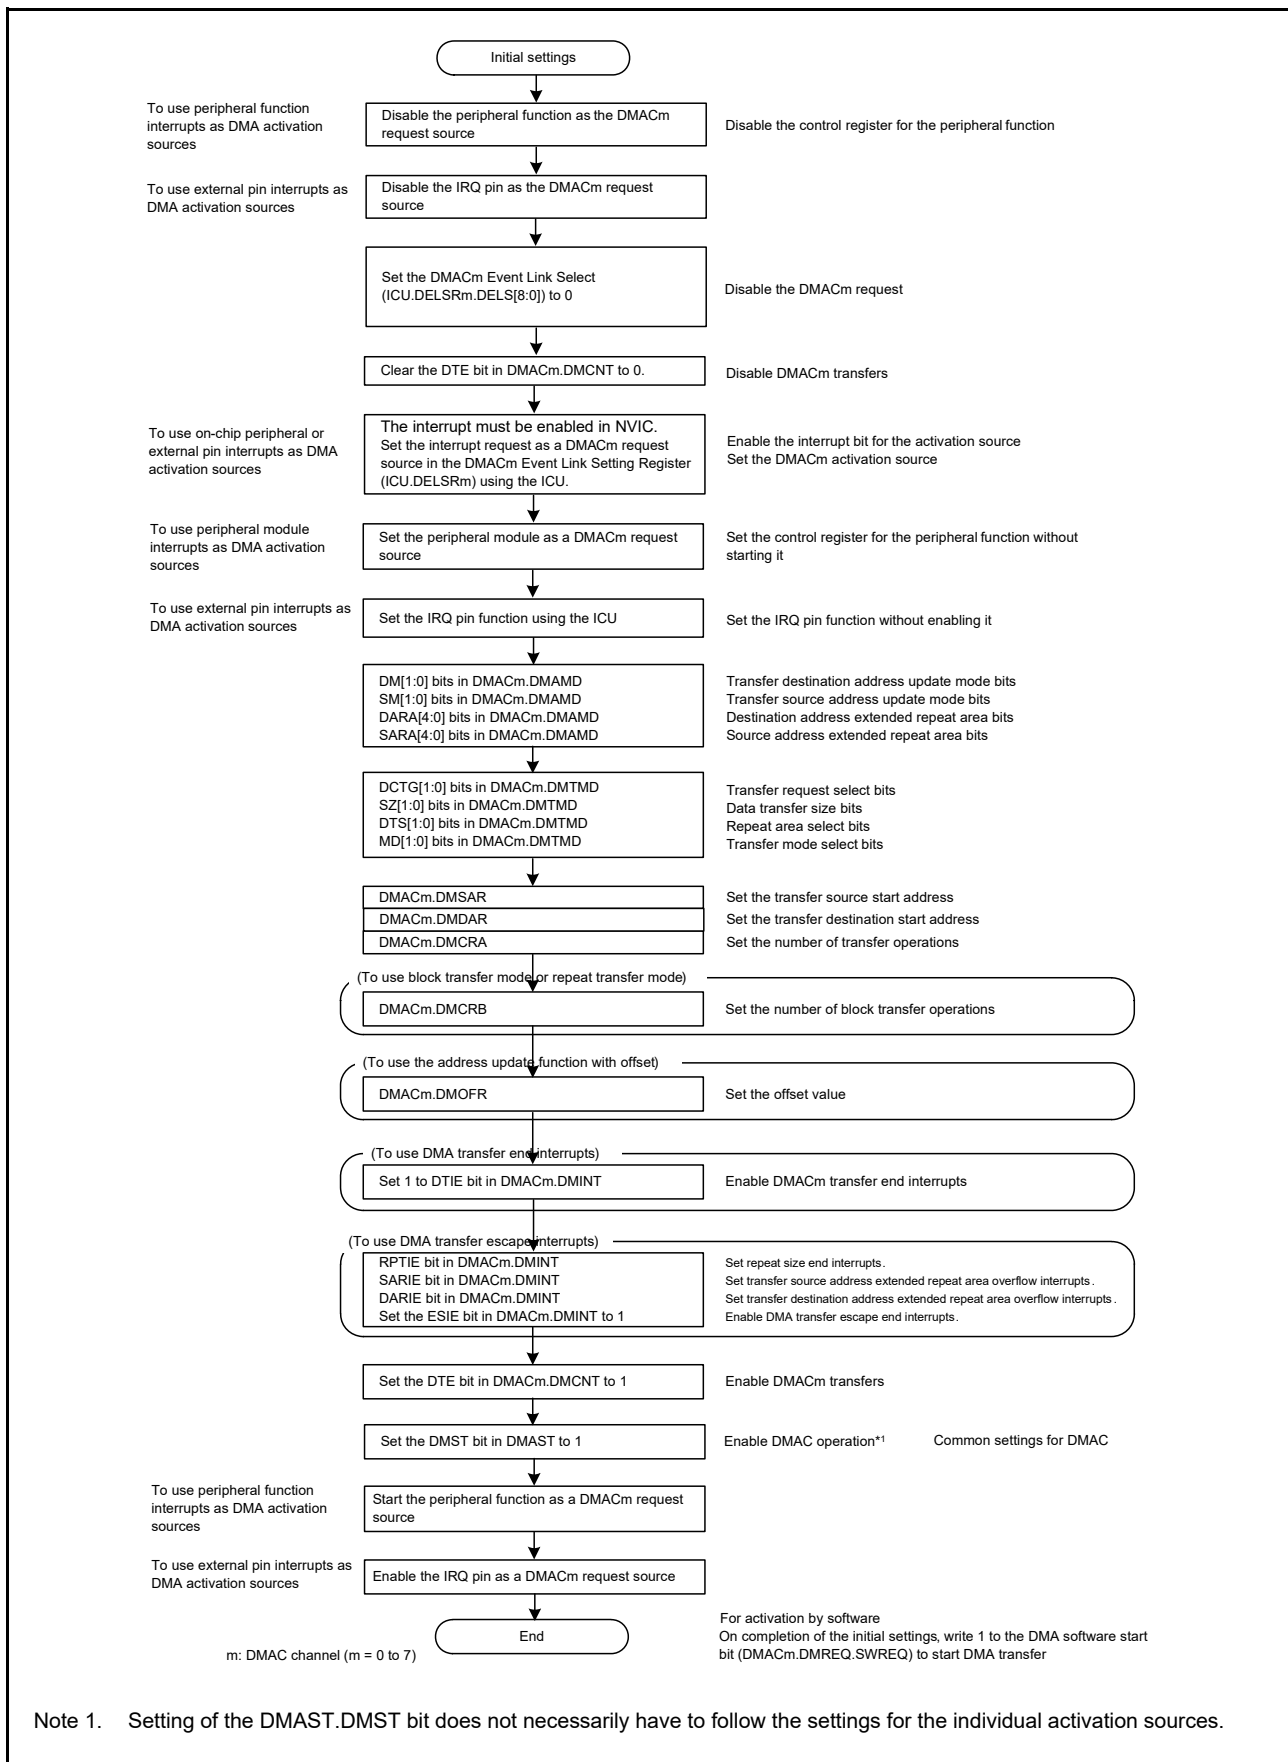 Initial settings
To use peripheral function
interrupts as DMA activation
sources
Disable the peripheral function as the DMACm
request source
Disable the control register for the peripheral function
To use external pin interrupts as
DMA activation sources
Disable the IRQ pin as the DMACm request
source
Set the DMACm Event Link Select
(ICU.DELSRm.DELS[8:0]) to 0
Disable the DMACm request
Clear the DTE bit in DMACm.DMCNT to 0.
Disable DMACm transfers
To use on-chip peripheral or
external pin interrupts as DMA
activation sources
The interrupt must be enabled in NVIC.
Set the interrupt request as a DMACm request
source in the DMACm Event Link Setting Register
(ICU.DELSRm) using the ICU.
Enable the interrupt bit for the activation source
Set the DMACm activation source
To use peripheral module
interrupts as DMA activation
sources
Set the peripheral module as a DMACm request
source
Set the control register for the peripheral function without
starting it
To use external pin interrupts as
DMA activation sources
Set the IRQ pin function using the ICU
Set the IRQ pin function without enabling it
DM[1:0] bits in DMACm.DMAMD
SM[1:0] bits in DMACm.DMAMD
DARA[4:0] bits in DMACm.DMAMD
SARA[4:0] bits in DMACm.DMAMD
Transfer destination address update mode bits
Transfer source address update mode bits
Destination address extended repeat area bits
Source address extended repeat area bits
DCTG[1:0] bits in DMACm.DMTMD
SZ[1:0] bits in DMACm.DMTMD
DTS[1:0] bits in DMACm.DMTMD
MD[1:0] bits in DMACm.DMTMD
Transfer request select bits
Data transfer size bits
Repeat area select bits
Transfer mode select bits
DMACm.DMSAR
Set the transfer source start address
DMACm.DMDAR
Set the transfer destination start address
DMACm.DMCRA
Set the number of transfer operations
(To use block transfer mode or repeat transfer mode)
DMACm.DMCRB
Set the number of block transfer operations
(To use the address update function with offset)
DMACm.DMOFR
Set the offset value
(To use DMA transfer end interrupts)
Set 1 to DTIE bit in DMACm.DMINT
Enable DMACm transfer end interrupts
(To use DMA transfer escape interrupts)
RPTIE bit in DMACm.DMINT
SARIE bit in DMACm.DMINT
DARIE bit in DMACm.DMINT
Set the ESIE bit in DMACm.DMINT to 1
Set repeat size end interrupts.
Set transfer source address extended repeat area overflow interrupts.
Set transfer destination address extended repeat area overflow interrupts.
Enable DMA transfer escape end interrupts.
Set the DTE bit in DMACm.DMCNT to 1
Enable DMACm transfers
Set the DMST bit in DMAST to 1
Enable DMAC operation*1
Common settings for DMAC
To use peripheral function
interrupts as DMA activation
sources
Start the peripheral function as a DMACm request
source
To use external pin interrupts as
DMA activation sources
Enable the IRQ pin as a DMACm request source
End
For activation by software
On completion of the initial settings, write 1 to the DMA software start
bit (DMACm.DMREQ.SWREQ) to start DMA transfer
m: DMAC channel (m = 0 to 7)
Note 1. Setting of the DMAST.DMST bit does not necessarily have to follow the settings for the individual activation sources.